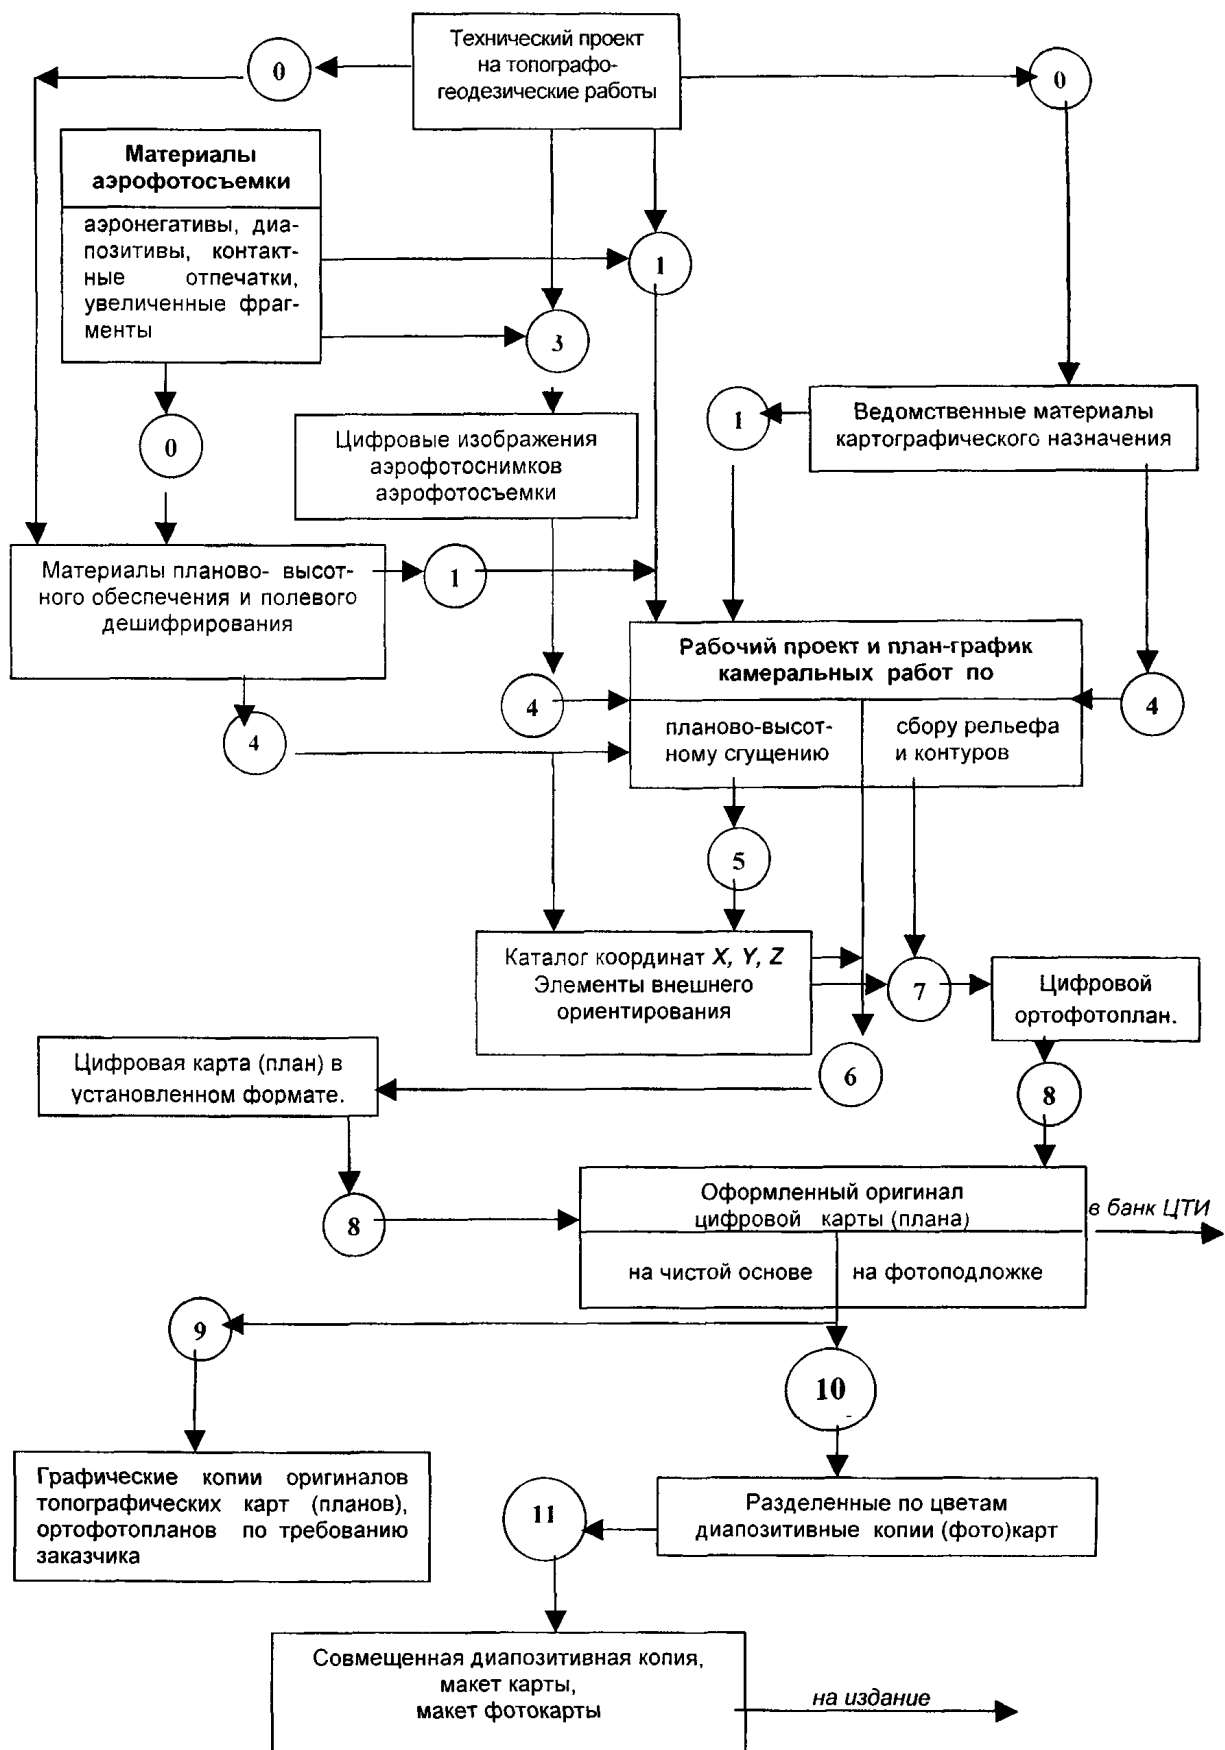 Технический проект
на топографо-
геодезические работы
0
0
Материалы
аэрофотосъемки
аэронегативы, диа-
позитивы, контакт-
ные отпечатки,
увеличенные фраг-
менты
1
3
0
1
Ведомственные материалы
картографического назначения
Цифровые изображения
аэрофотоснимков
аэрофотосъемки
Материалы планово- высот-
ного обеспечения и полевого
дешифрирования
1
Рабочий проект и план-график
камеральных работ по
планово-высот-
ному сгущению
сбору рельефа
и контуров
4
4
4
5
Каталог координат X, Y, Z
Элементы внешнего
ориентирования
7
Цифровой
ортофотоплан.
Цифровая карта (план) в
установленном формате.
6
8
8
Оформленный оригинал
цифровой карты (плана)
на чистой основе
на фотоподложке
в банк ЦТИ
9
10
Графические копии оригиналов
топографических карт (планов),
ортофотопланов по требованию
заказчика
11
Разделенные по цветам
диапозитивные копии (фото)карт
Совмещенная диапозитивная копия,
макет карты,
макет фотокарты
на издание